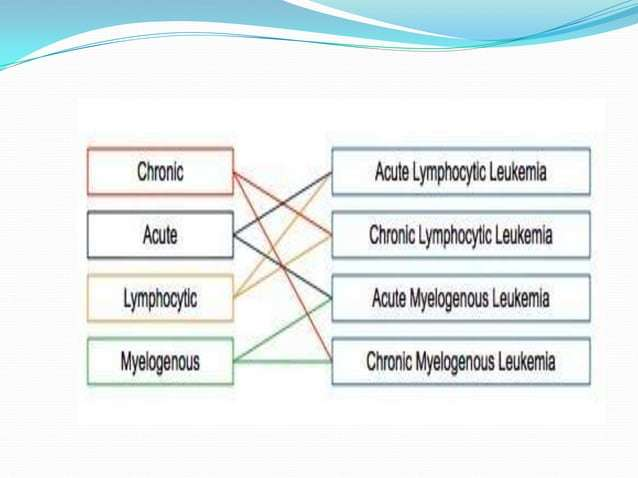 Chronic
Acute Lymphocytic Leukemia
Acute
Chronic Lymphocytic Leukemia
Lymphocytic
Acute Myelogenous Leukemia
Myelogenous
Chronic Myelogenous Leukemia